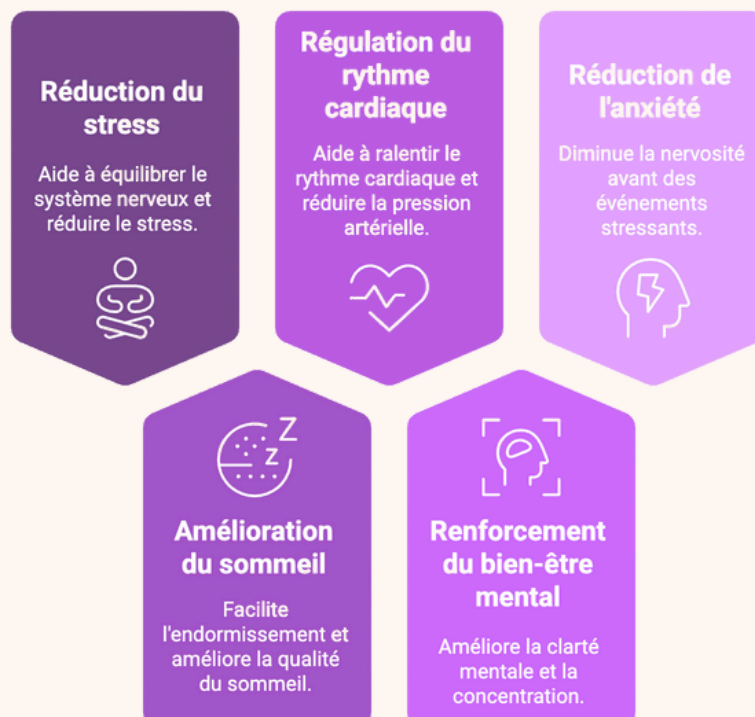 Réduction du
stress
Aide à équilibrer le
système nerveux et
réduire le stress.
Régulation du
rythme
cardiaque
Aide à ralentir le
rythme cardiaque et
réduire la pression
artérielle.
Réduction de
l'anxiété
Diminue la nervosité
avant des
événements
stressants.
Z
z
Amélioration
du sommeil
Facilite
l'endormissement et
améliore la qualité
du sommeil.
Renforcement
du bien-être
mental
Améliore la clarté
mentale et la
concentration.